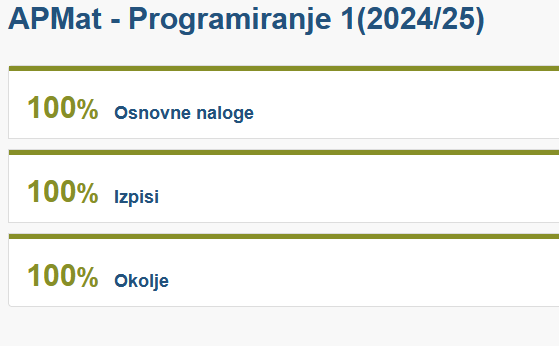 APMat - Programiranje 1(2024/25)
100% Osnovne naloge
100% Izpisi
100% Okolje